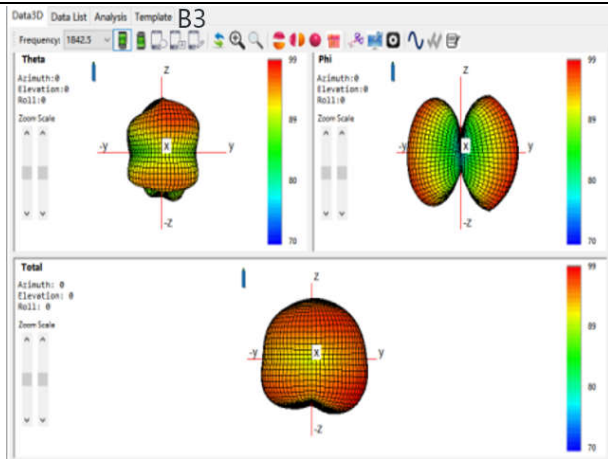 Data3D Data List Analysis Template B3
Frequency: 1842.5
Theta
Azimuth:0
Elevation:0
Roll:0
Zoom Scale
z
-y X y
-z
99
89
80
70
Phi
Azimuth:0
Elevation:0
Roll:0
Zoom Scale
z
-y X y
-z
99
89
80
70
Total
Azimuth: 0
Elevation: 0
Roll: 0
Zoom Scale
z
-y X y
-z
99
89
80
70